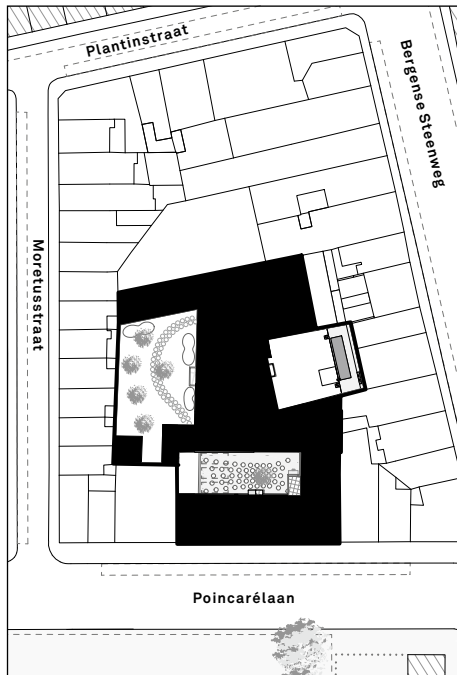 Plantinstraat
Bergense Steenweg
Moretusstraat
Poincarélaan